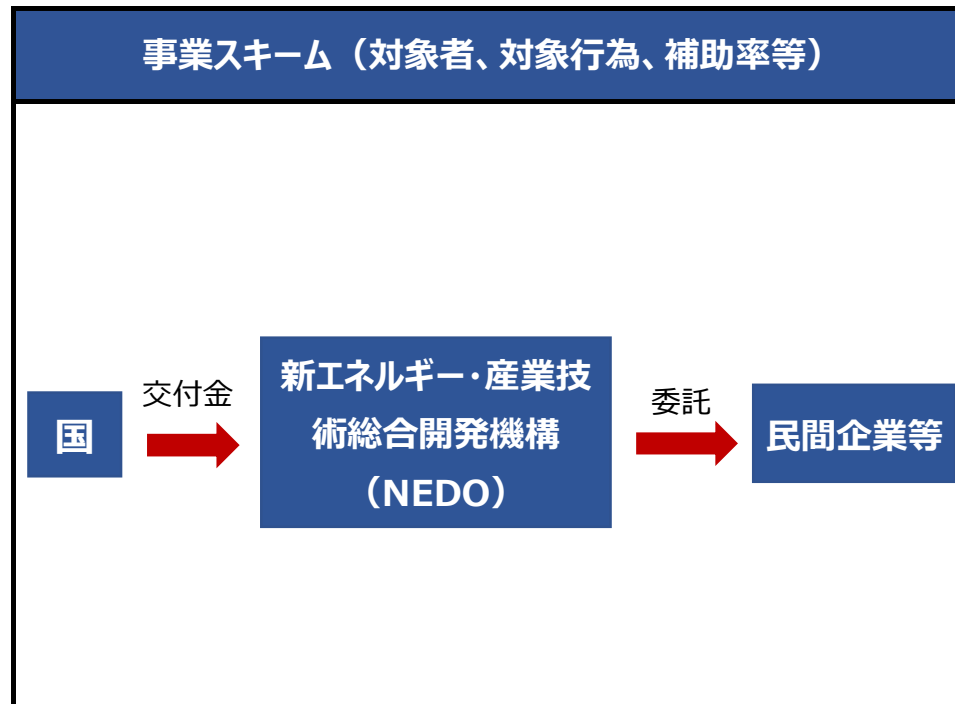 事業スキーム（対象者、対象行為、補助率等）
国
交付金
新エネルギー・産業技
術総合開発機構
（NEDO）
委託
民間企業等